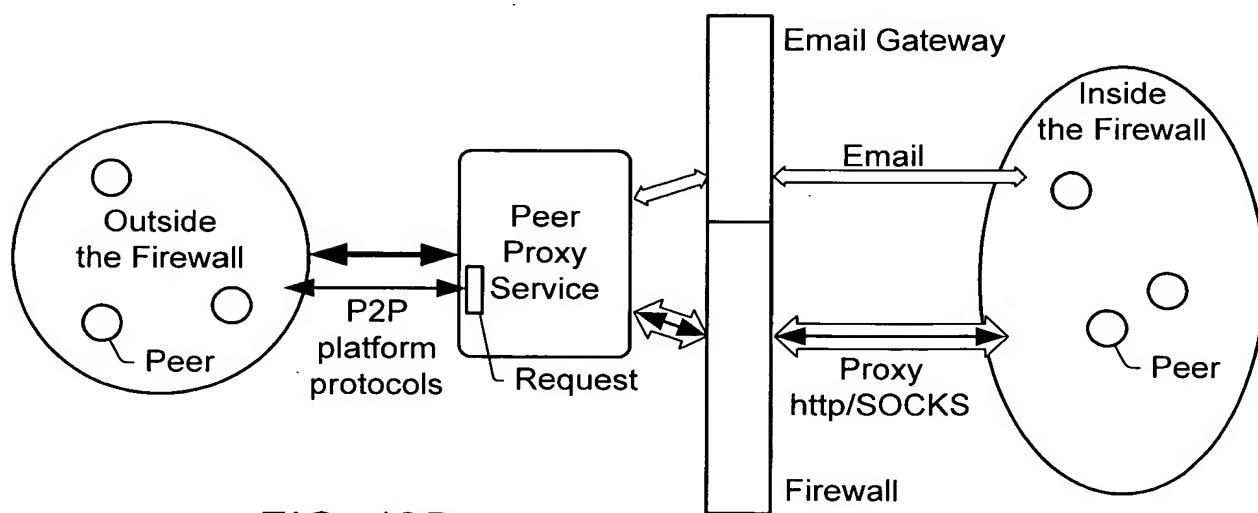 Email Gateway
Inside
the Firewall
Email
Outside
the Firewall
Peer
Proxy
Service
P2P
platform
protocols
Peer
Request
Proxy
http/SOCKS
Peer
Firewall